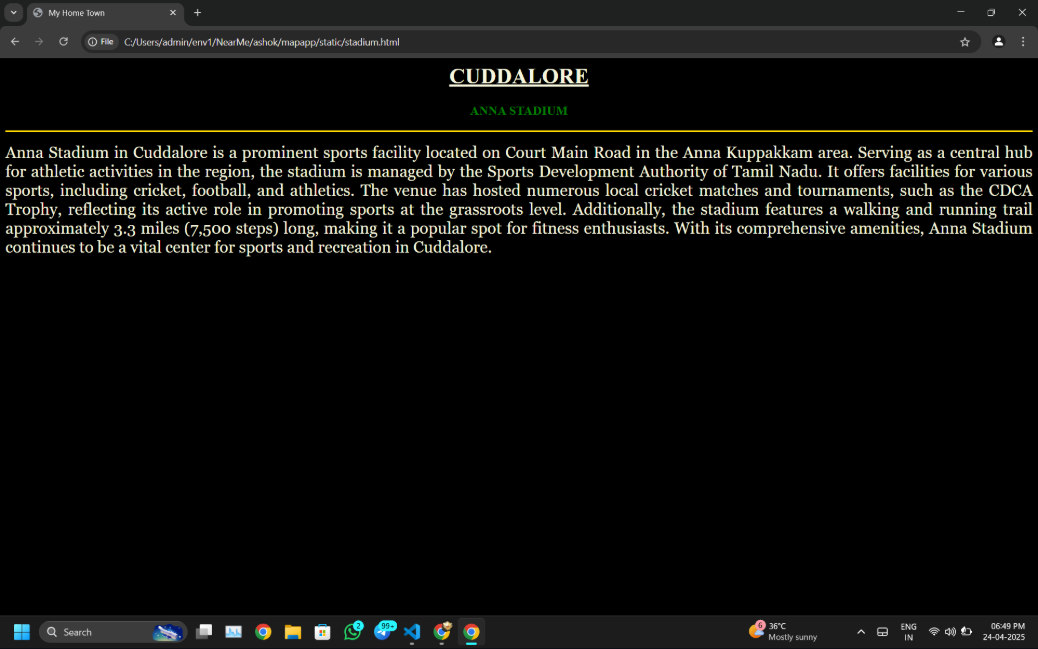 My Home Town
File
C:/Users/admin/env1/NearMe/ashok/mapapp/static/stadium.html
CUDDALORE
ANNA STADIUM
Anna Stadium in Cuddalore is a prominent sports facility located on Court Main Road in the Anna Kuppakkam area. Serving as a central hub
for athletic activities in the region, the stadium is managed by the Sports Development Authority of Tamil Nadu. It offers facilities for various
sports, including cricket, football, and athletics. The venue has hosted numerous local cricket matches and tournaments, such as the CDCA
Trophy, reflecting its active role in promoting sports at the grassroots level. Additionally, the stadium features a walking and running trail
approximately 3.3 miles (7,500 steps) long, making it a popular spot for fitness enthusiasts. With its comprehensive amenities, Anna Stadium
continues to be a vital center for sports and recreation in Cuddalore.
Search
2
99+
6
36°C
Mostly sunny
ENG
IN
06:49 PM
24-04-2025